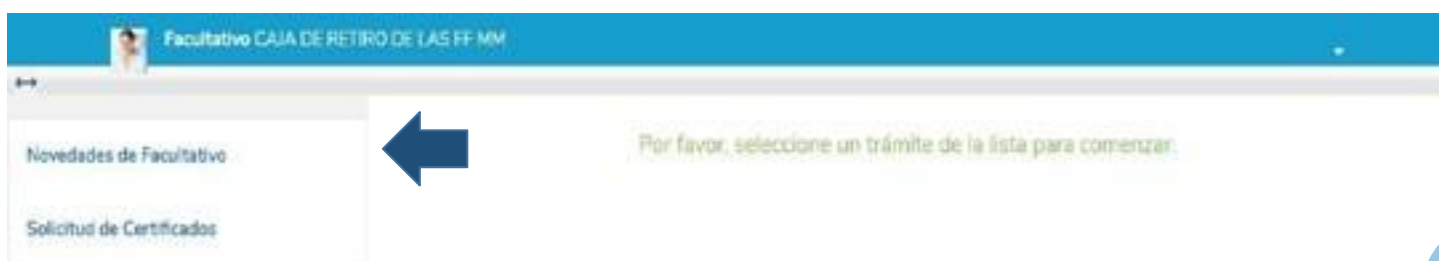 Facultativo CAJA DE RETIRO DE LAS FF MM
Novedades de Facultativo
Por favor, seleccione un trámite de la lista para comenzar.
Solicitud de Certificados